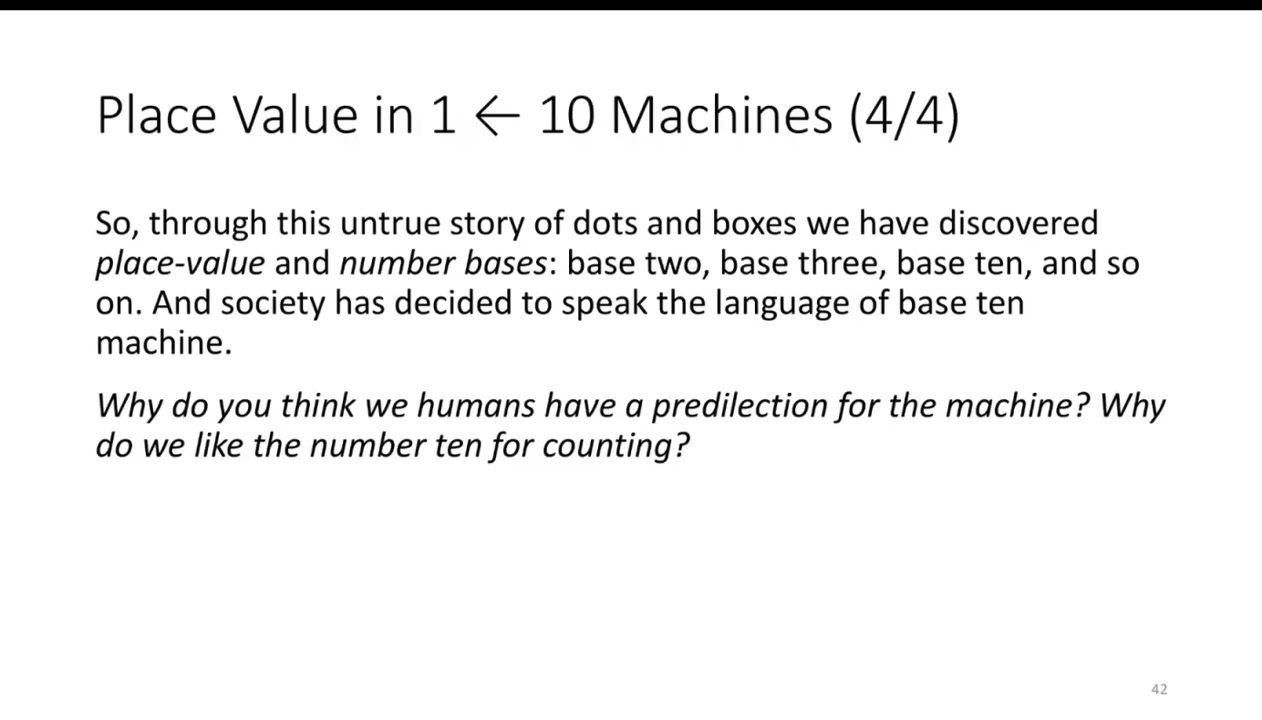 Place Value in 1 ← 10 Machines (4/4)
So, through this untrue story of dots and boxes we have discovered
place-value and number bases: base two, base three, base ten, and so
on. And society has decided to speak the language of base ten
machine.
Why do you think we humans have a predilection for the machine? Why
do we like the number ten for counting?
42